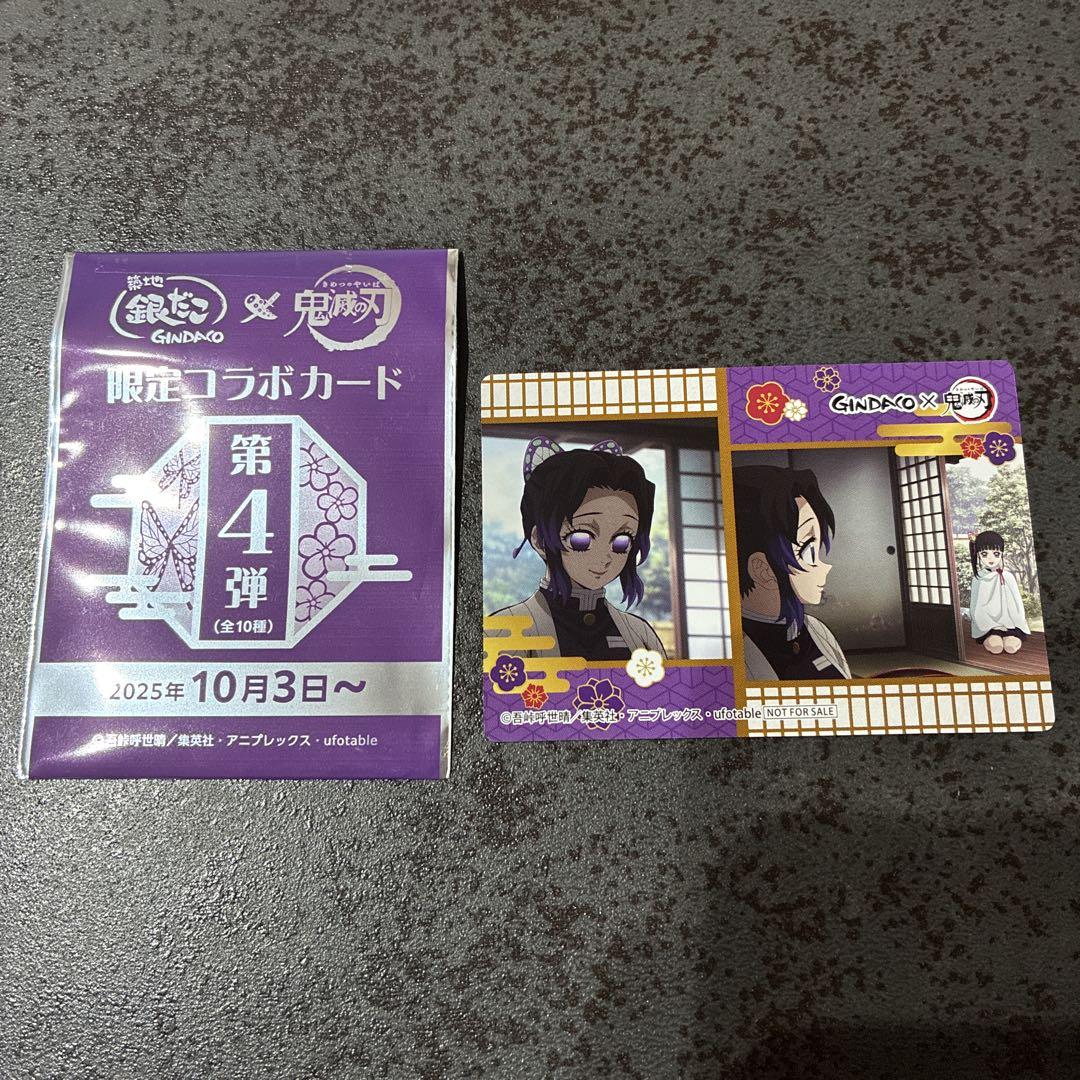 築地
銀だこ
GINDACO
×
きめつのやいば
鬼滅の刃
限定コラボカード
第
4
弾
(全10種)
2025年 10月3日～
©吾峠呼世晴／集英社・アニプレックス・ufotable
GINDACO × 鬼滅の刃
©吾峠呼世晴／集英社・アニプレックス・ufotable NOT FOR SALE